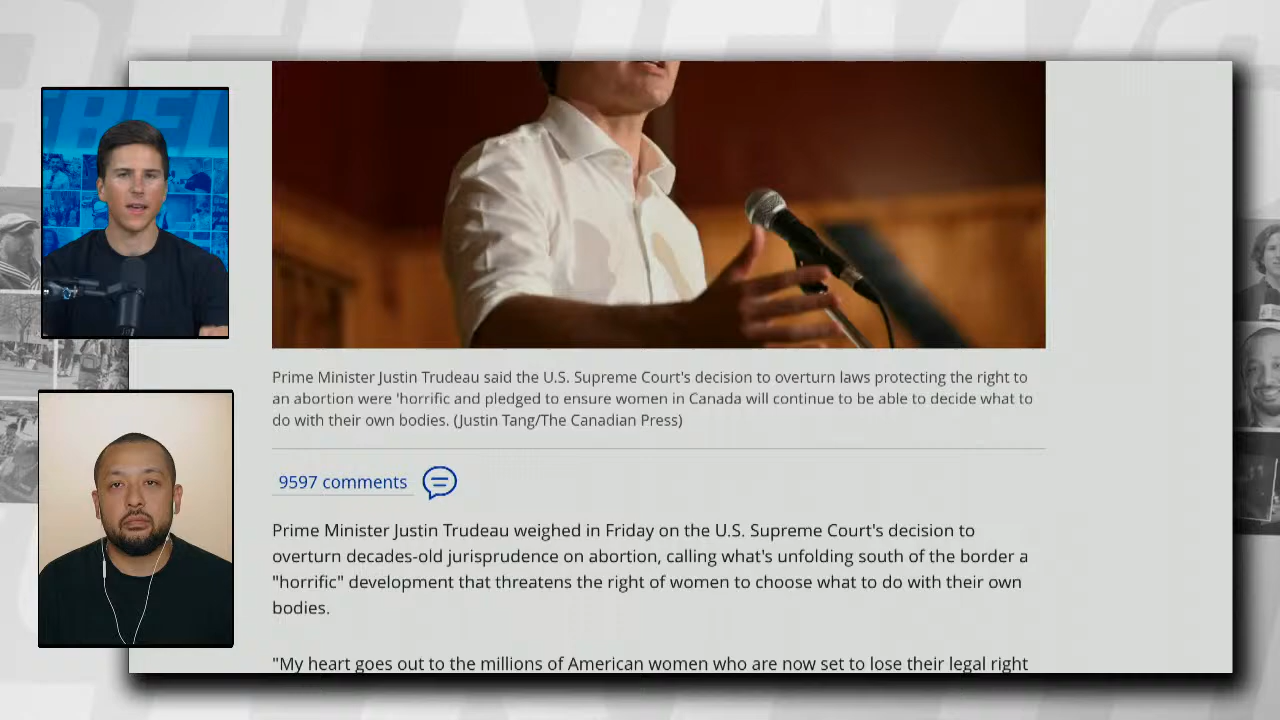 REBEL
REBEL NEWS
Prime Minister Justin Trudeau said the U.S. Supreme Court's decision to overturn laws protecting the right to
an abortion were 'horrific and pledged to ensure women in Canada will continue to be able to decide what to
do with their own bodies. (Justin Tang/The Canadian Press)
9597 comments
Prime Minister Justin Trudeau weighed in Friday on the U.S. Supreme Court's decision to
overturn decades-old jurisprudence on abortion, calling what's unfolding south of the border a
"horrific" development that threatens the right of women to choose what to do with their own
bodies.
"My heart goes out to the millions of American women who are now set to lose their legal right